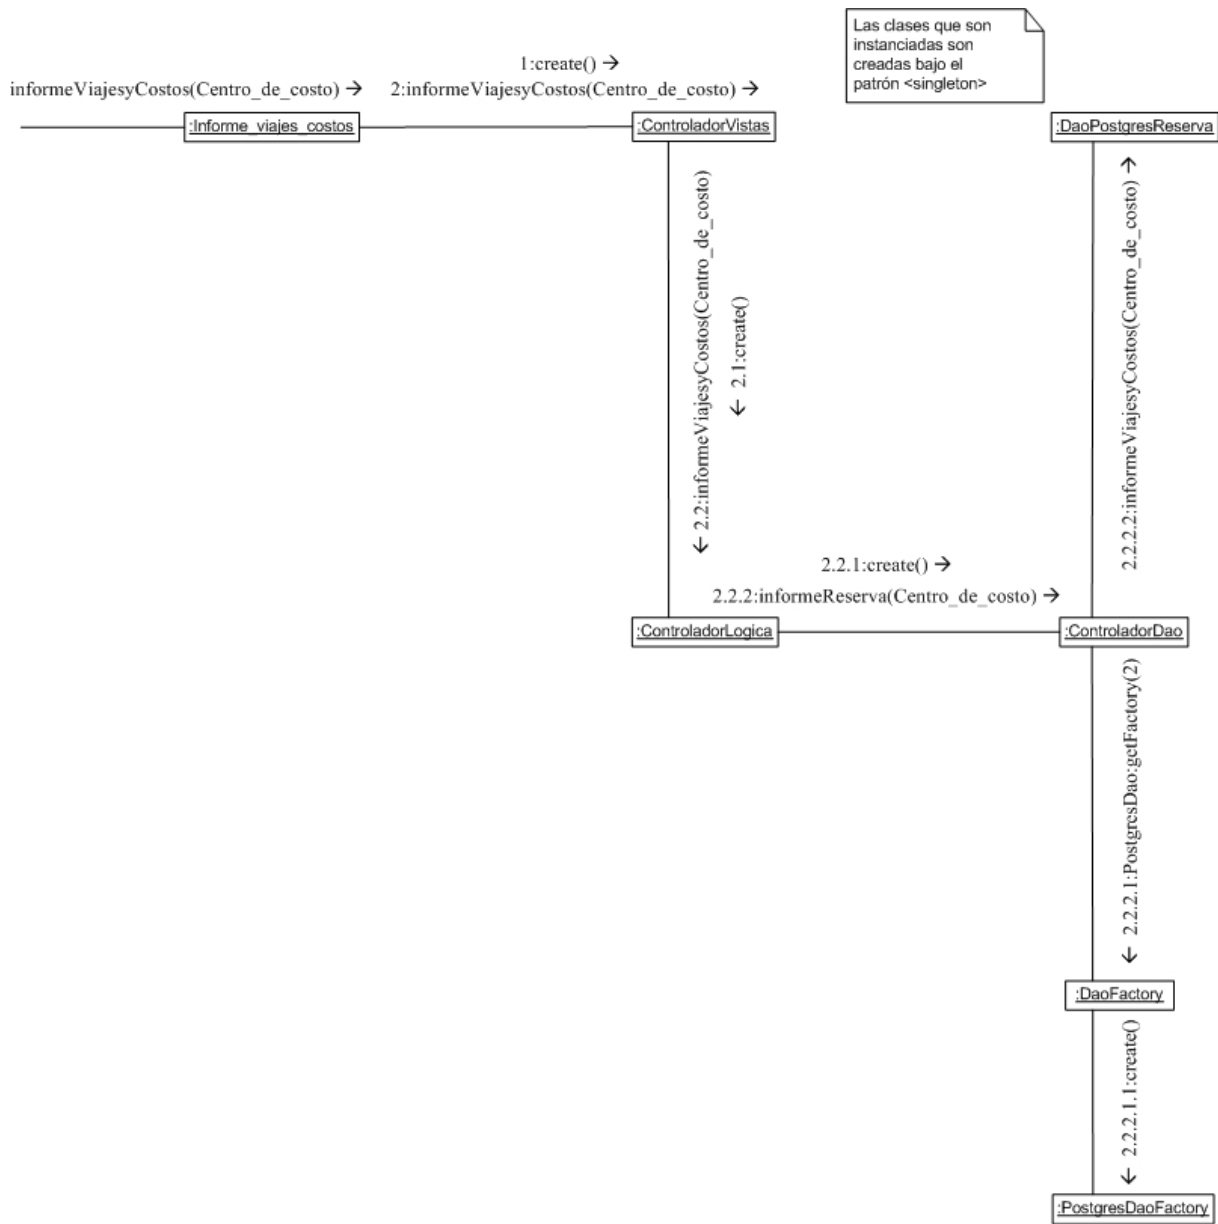 Las clases que son
instanciadas son
creadas bajo el
patrón <singleton>
1:create() →
informeViajesyCostos(Centro_de_costo) →
2:informeViajesyCostos(Centro_de_costo) →
:Informe_viajes_costos
:ControladorVistas
:DaoPostgresReserva
← 2.2:informeViajesyCostos(Centro_de_costo)
← 2.1:create()
2.2.2.2:informeViajesyCostos(Centro_de_costo) →
2.2.1:create() →
2.2.2:informeReserva(Centro_de_costo) →
:ControladorLogica
:ControladorDao
← 2.2.2.1:PostgresDao:getFactory(2)
:DaoFactory
← 2.2.2.1.1:create()
:PostgresDaoFactory